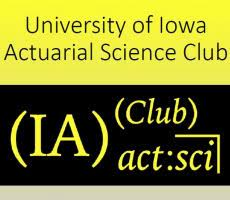 University of Iowa
Actuarial Science Club
(IA) (Club)
act:sci